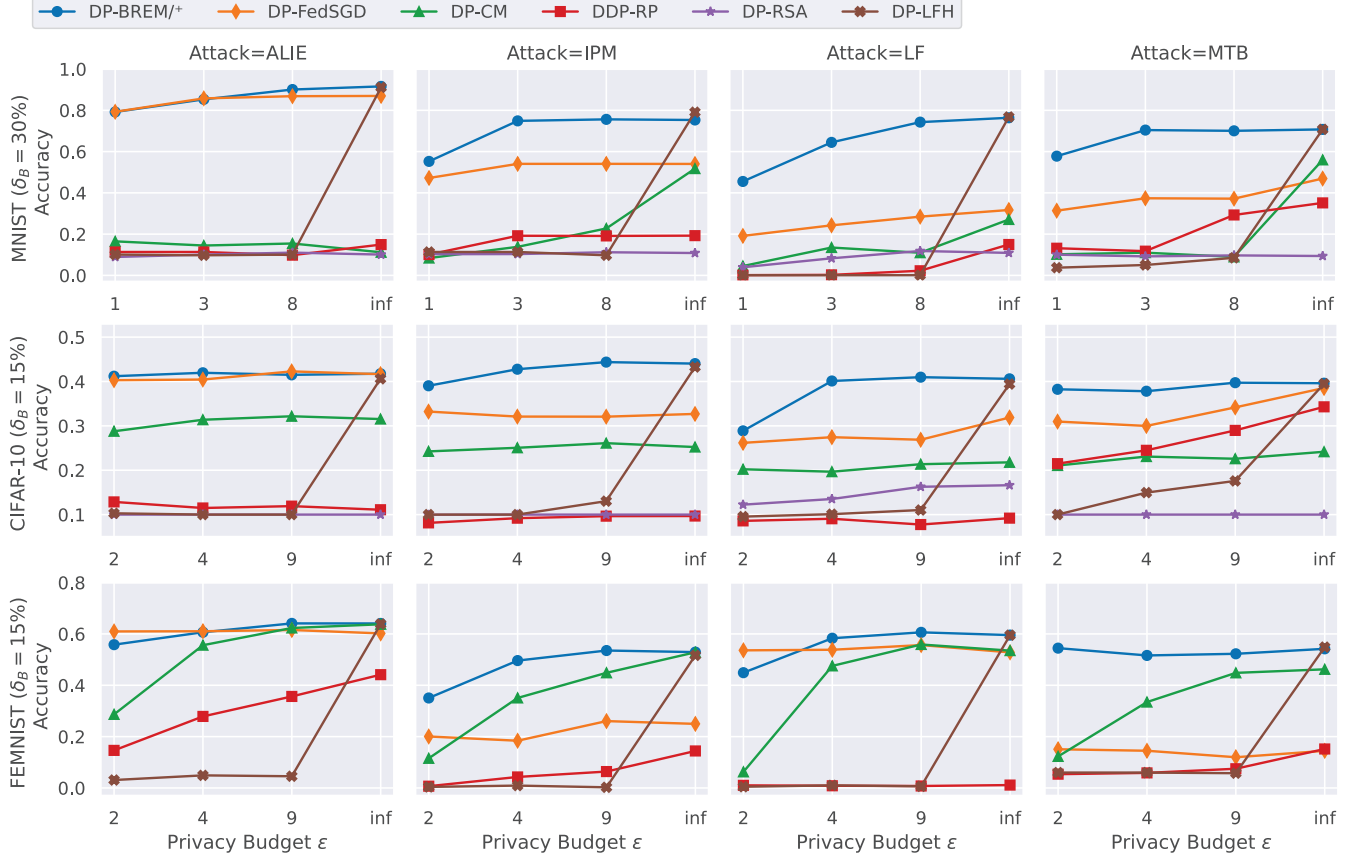 DP-BREM/+ DP-FedSGD DP-CM DDP-RP DP-RSA DP-LFH
Attack=ALIE Attack=IPM Attack=LF Attack=MTB
MNIST (δB = 30%)
Accuracy
1.0
0.8
0.6
0.4
0.2
0.0
1 3 8 inf 1 3 8 inf 1 3 8 inf 1 3 8 inf
CIFAR-10 (δB = 15%)
Accuracy
0.5
0.4
0.3
0.2
0.1
2 4 9 inf 2 4 9 inf 2 4 9 inf 2 4 9 inf
FEMNIST (δB = 15%)
Accuracy
0.8
0.6
0.4
0.2
0.0
2 4 9 inf 2 4 9 inf 2 4 9 inf 2 4 9 inf
Privacy Budget ε Privacy Budget ε Privacy Budget ε Privacy Budget ε